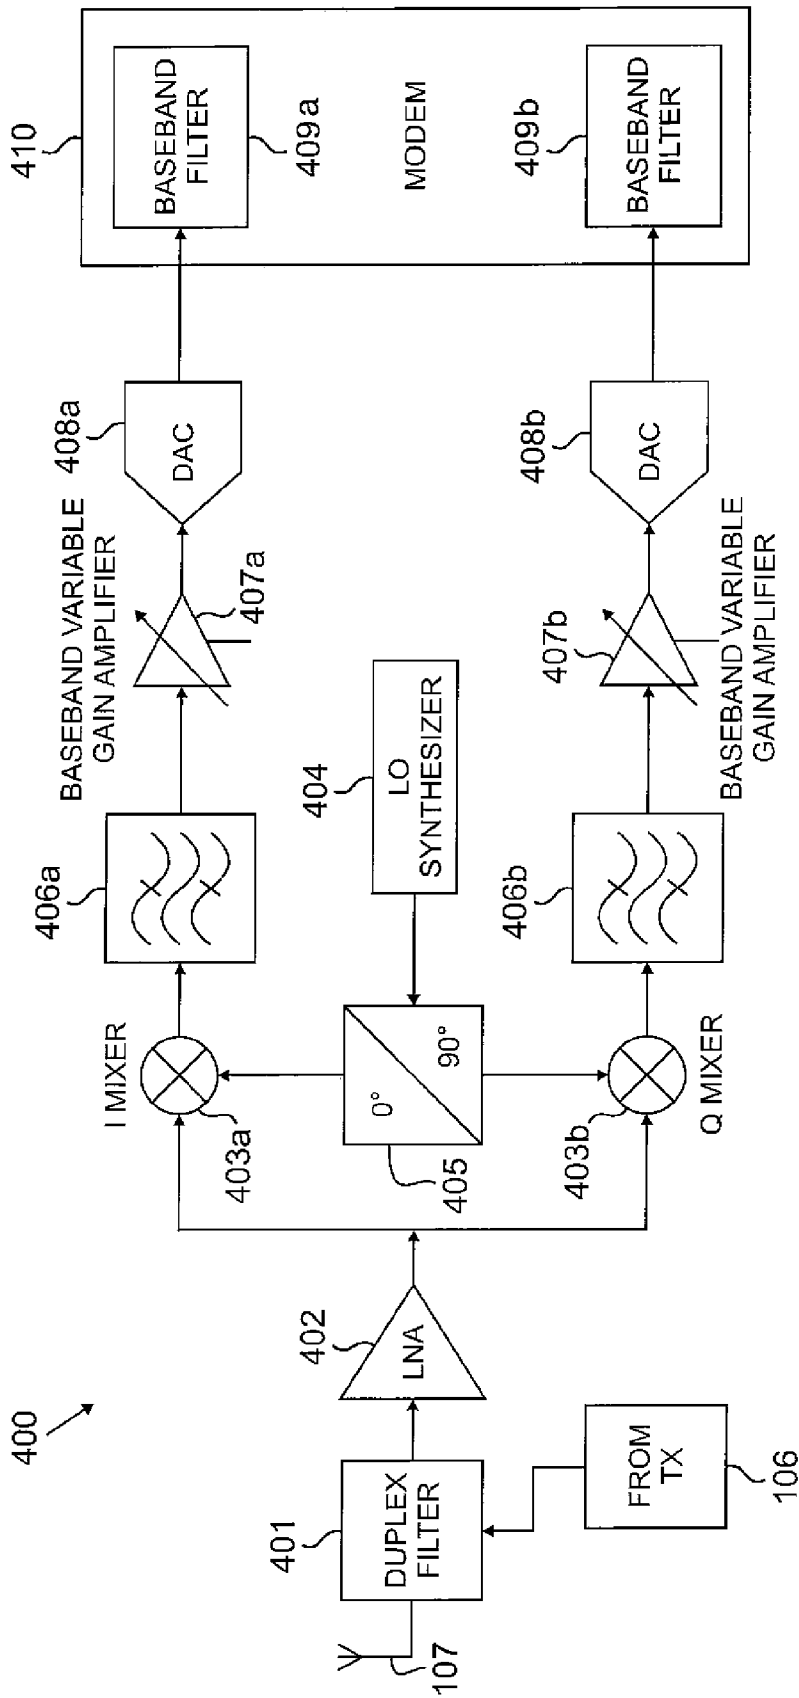 400
107
401
DUPLEX
FILTER
FROM
TX
106
402
LNA
I MIXER
403a
0°
90°
405
403b
Q MIXER
406a
404
LO
SYNTHESIZER
406b
BASEBAND VARIABLE
GAIN AMPLIFIER
407a
407b
BASEBAND VARIABLE
GAIN AMPLIFIER
408a
DAC
408b
DAC
410
BASEBAND
FILTER
409a
MODEM
409b
BASEBAND
FILTER